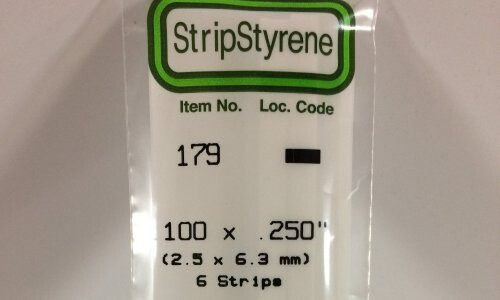 StripStyrene
Item No. Loc. Code
179
.100 x .250"
(2.5 x 6.3 mm)
6 Strips